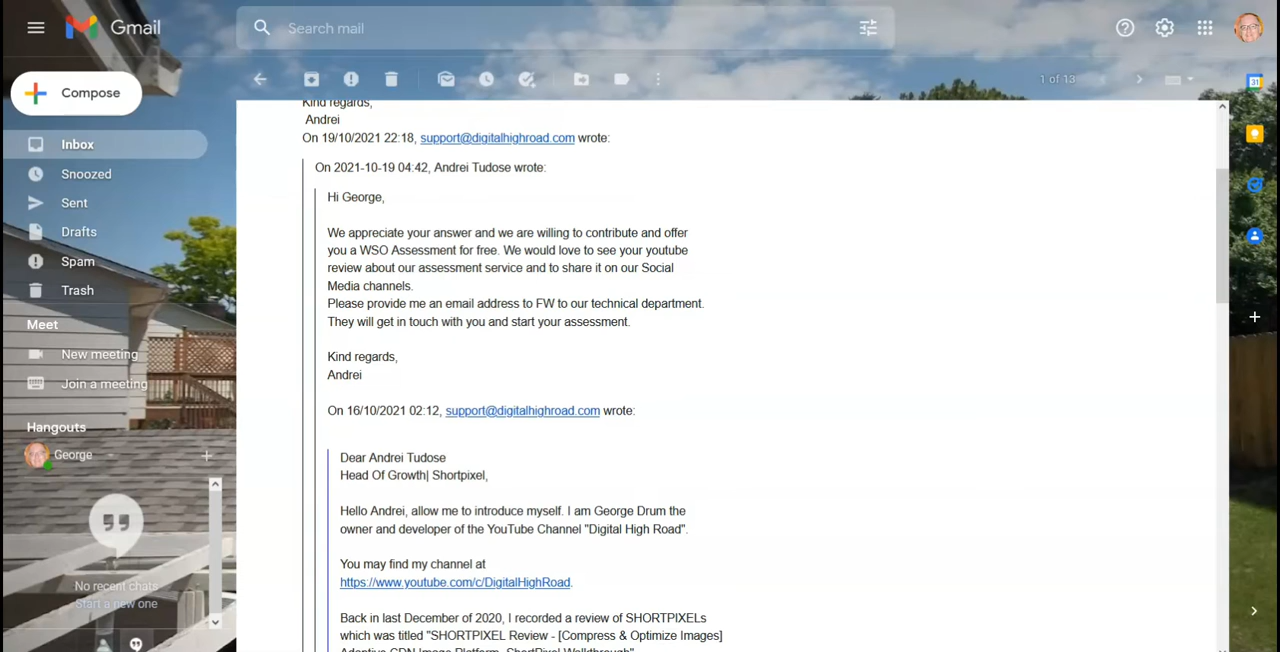 Gmail
Search mail
Compose
1 of 13
31
Inbox
Snoozed
Sent
Drafts
Spam
Trash
Meet
New meeting
Join a meeting
Hangouts
George
No recent chats
Start a new one
Kind regards,
Andrei
On 19/10/2021 22:18, support@digitalhighroad.com wrote:
On 2021-10-19 04:42, Andrei Tudose wrote:
Hi George,
We appreciate your answer and we are willing to contribute and offer
you a WSO Assessment for free. We would love to see your youtube
review about our assessment service and to share it on our Social
Media channels.
Please provide me an email address to FW to our technical department.
They will get in touch with you and start your assessment.
Kind regards,
Andrei
On 16/10/2021 02:12, support@digitalhighroad.com wrote:
Dear Andrei Tudose
Head Of Growth| Shortpixel,
Hello Andrei, allow me to introduce myself. I am George Drum the
owner and developer of the YouTube Channel "Digital High Road".
You may find my channel at
https://www.youtube.com/c/DigitalHighRoad.
Back in last December of 2020, I recorded a review of SHORTPIXELs
which was titled "SHORTPIXEL Review - [Compress & Optimize Images]
Adaptive CDN Image Platform, ShortPixel Walkthrough"